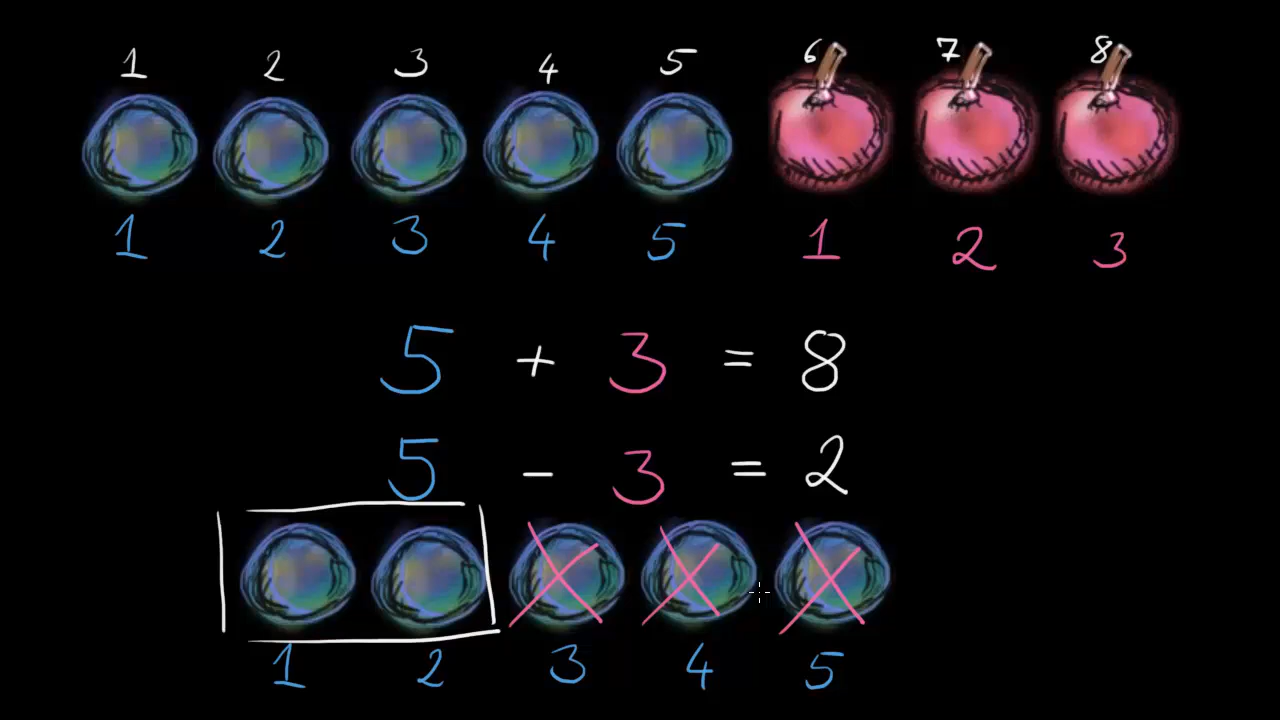 1 2 3 4 5 6 7 8
1 2 3 4 5 1 2 3
5 + 3 = 8
5 - 3 = 2
1 2 3 4 5